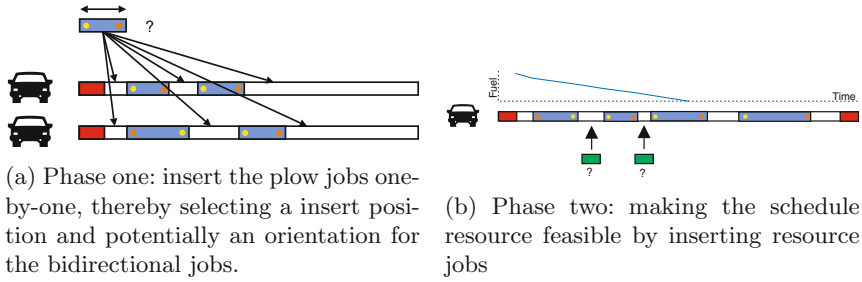 ?
(a) Phase one: insert the plow jobs one-
by-one, thereby selecting a insert posi-
tion and potentially an orientation for
the bidirectional jobs.
Fuel
Time
? ?
(b) Phase two: making the schedule
resource feasible by inserting resource
jobs